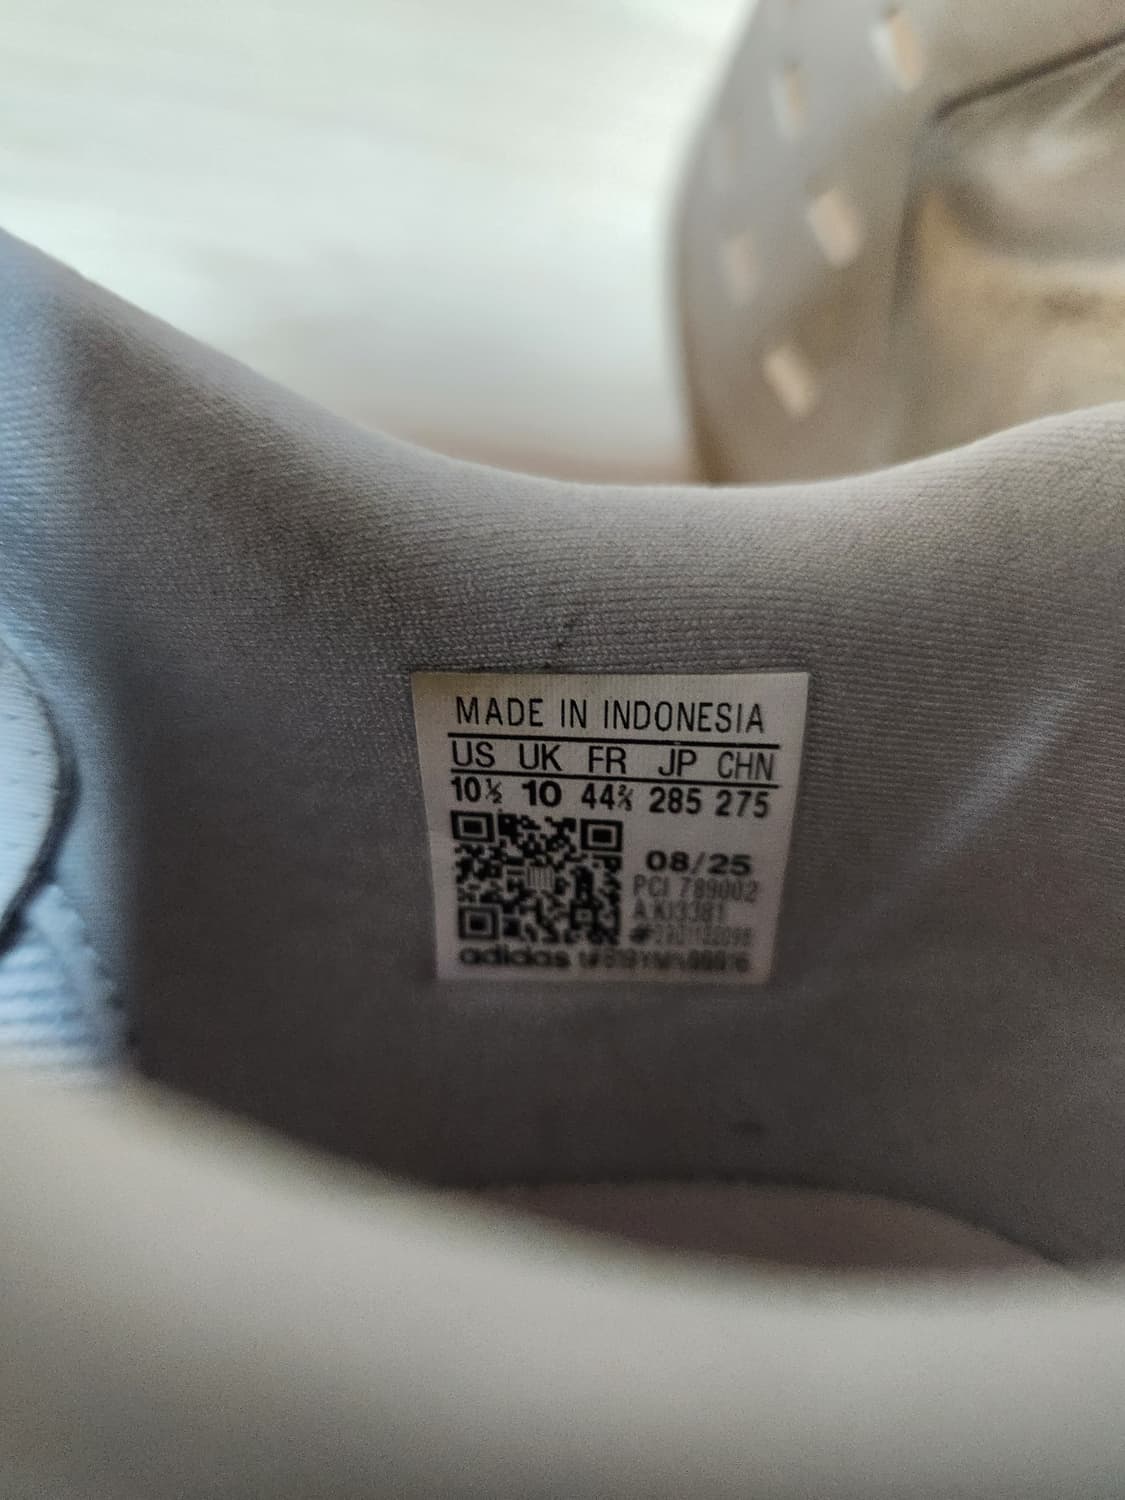 MADE IN INDONESIA
US UK FR JP CHN
10½ 10 44⅔ 285 275
08/25
PCI 789002
adidas